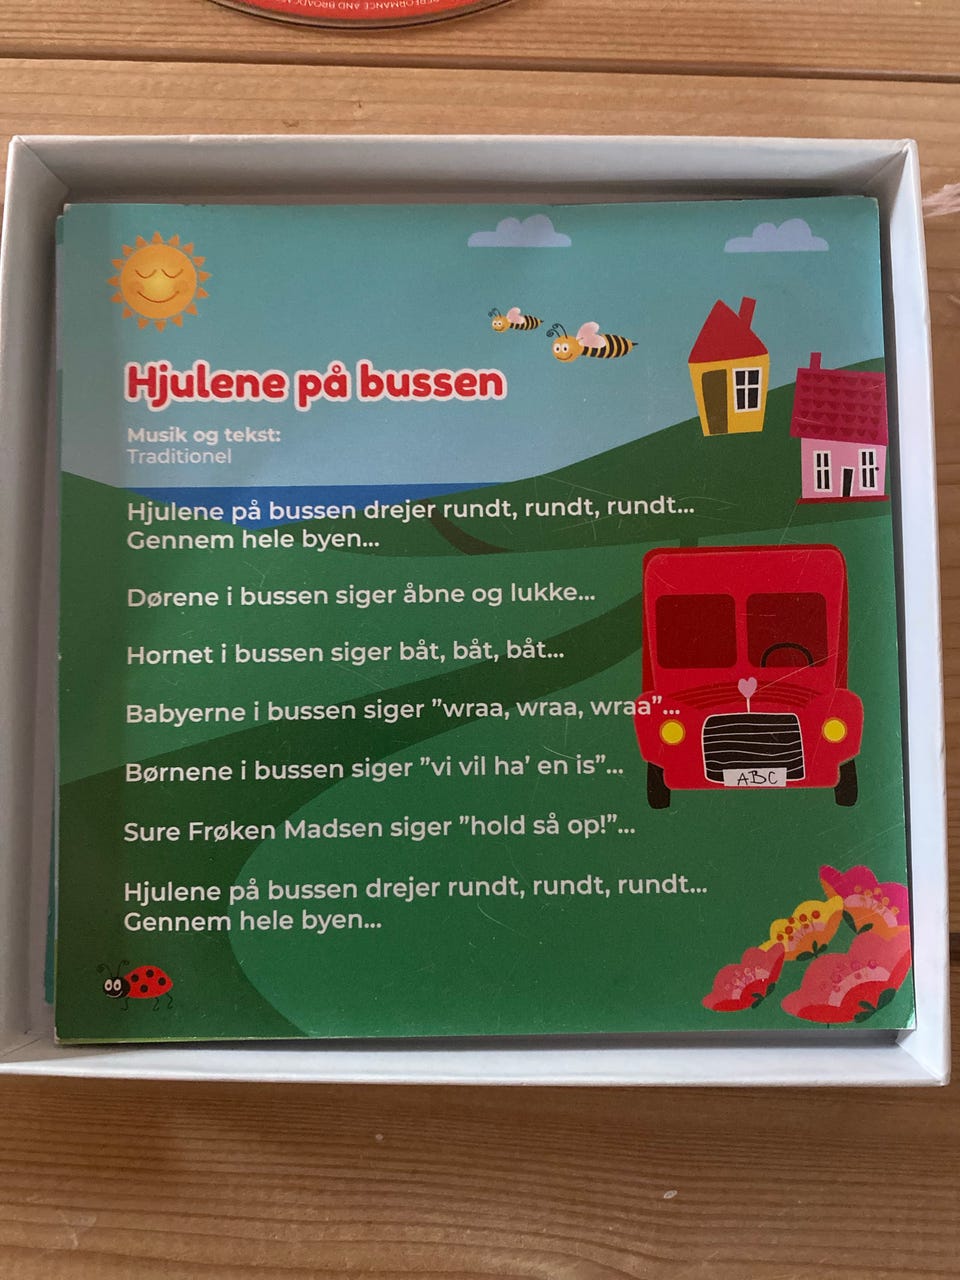 PERFORMANCE AND BROADCA
Hjulene på bussen
Musik og tekst:
Traditionel
Hjulene på bussen drejer rundt, rundt, rundt...
Gennem hele byen...
Dørene i bussen siger åbne og lukke...
Hornet i bussen siger båt, båt, båt...
Babyerne i bussen siger ”wraa, wraa, wraa”...
Børnene i bussen siger ”vi vil ha’ en is”...
Sure Frøken Madsen siger ”hold så op!”...
Hjulene på bussen drejer rundt, rundt, rundt...
Gennem hele byen...
ABC